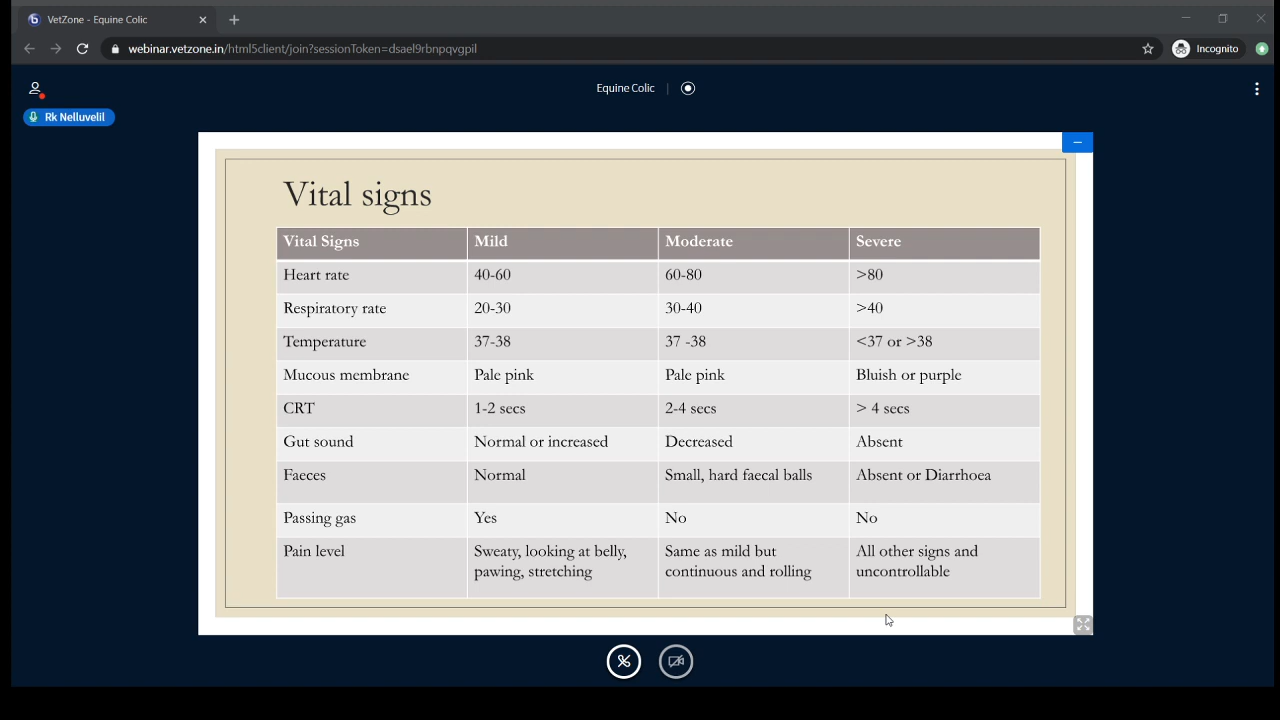 VetZone - Equine Colic
webinar.vetzone.in/html5client/join?sessionToken=dsael9rbnpqvgpil
Incognito
Equine Colic
Rk Nelluvelil
Vital signs
Vital Signs Mild Moderate Severe
Heart rate 40-60 60-80 >80
Respiratory rate 20-30 30-40 >40
Temperature 37-38 37 -38 <37 or >38
Mucous membrane Pale pink Pale pink Bluish or purple
CRT 1-2 secs 2-4 secs > 4 secs
Gut sound Normal or increased Decreased Absent
Faeces Normal Small, hard faecal balls Absent or Diarrhoea
Passing gas Yes No No
Pain level Sweaty, looking at belly, Same as mild but All other signs and
pawing, stretching continuous and rolling uncontrollable